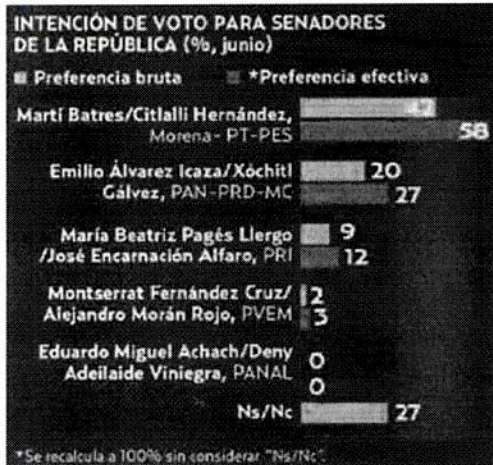 INTENCIÓN DE VOTO PARA SENADORES
DE LA REPÚBLICA (%, junio)
Preferencia bruta *Preferencia efectiva
Martí Batres/Citlalli Hernández,
Morena- PT-PES
42
58
Emilio Álvarez Icaza/Xóchitl
Gálvez, PAN-PRD-MC
20
27
María Beatriz Pagés Llergo
/José Encarnación Alfaro, PRI
9
12
Montserrat Fernández Cruz/
Alejandro Morán Rojo, PVEM
2
3
Eduardo Miguel Achach/Deny
Adeilaide Viniegra, PANAL
0
0
Ns/Nc 27
*Se recalcula a 100% sin considerar "Ns/Nc".